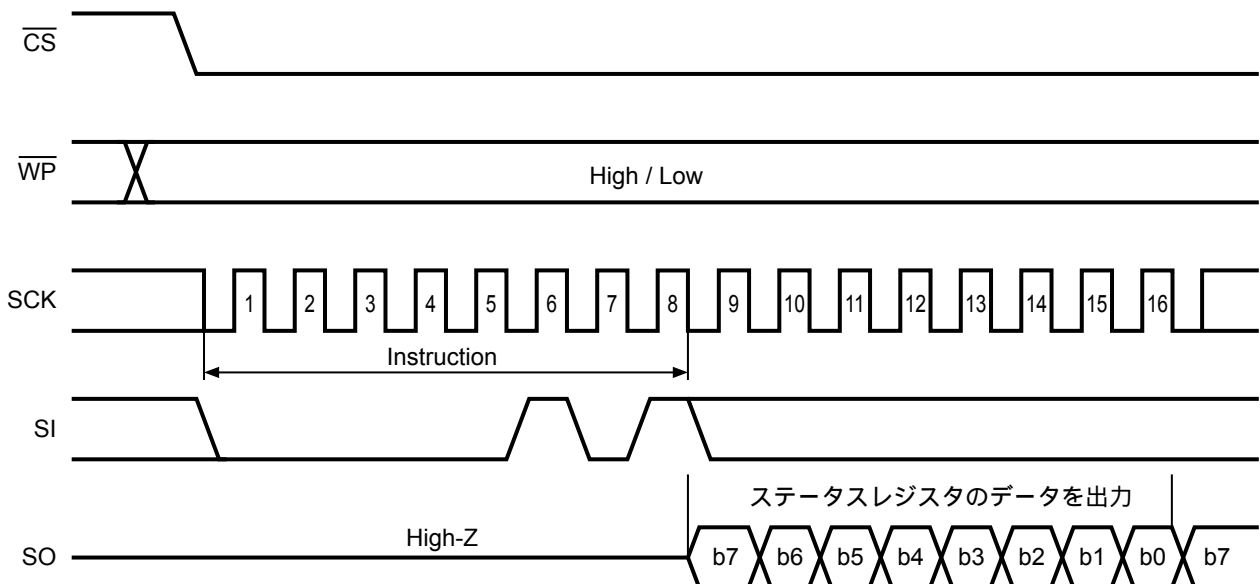 CS
WP
High / Low
SCK
1 2 3 4 5 6 7 8 9 10 11 12 13 14 15 16
Instruction
SI
ステータスレジスタのデータを出力
High-Z
SO
b7 b6 b5 b4 b3 b2 b1 b0 b7